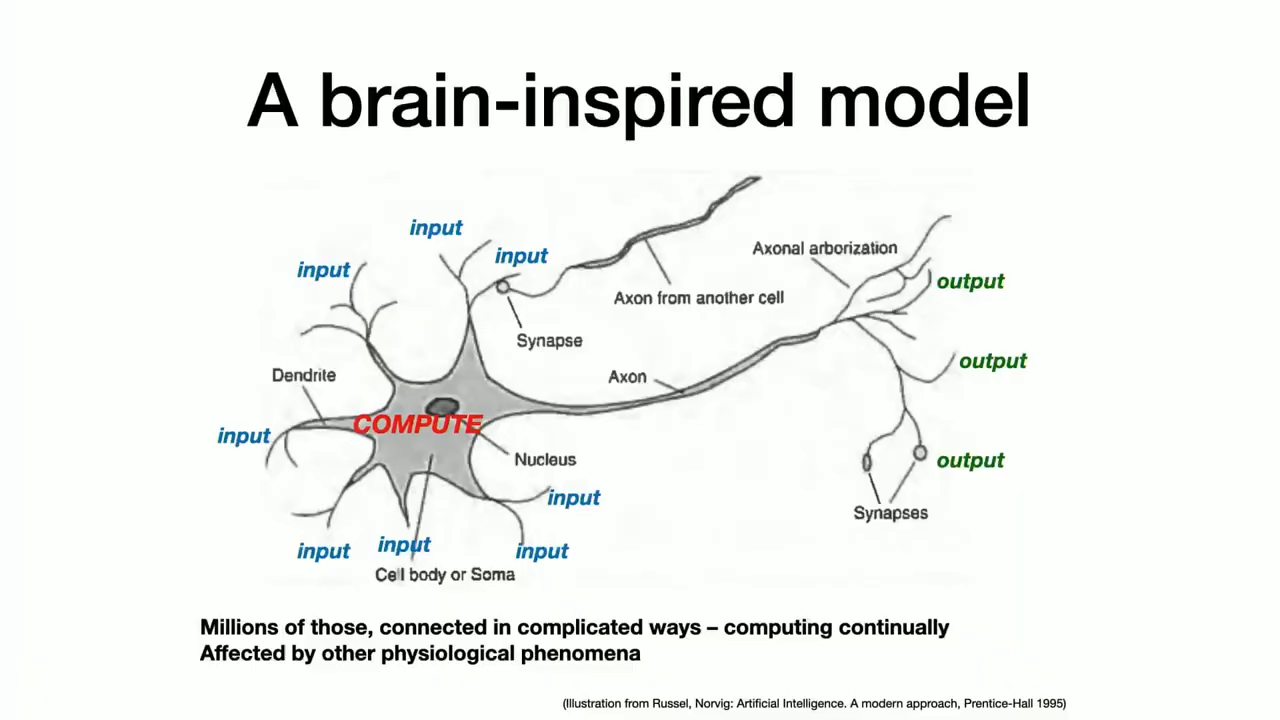 A brain-inspired model
input
input
input
Axonal arborization
output
Axon from another cell
Synapse
output
Dendrite
Axon
COMPUTE
input
Nucleus
output
input
Synapses
input
input
input
Cell body or Soma
Millions of those, connected in complicated ways – computing continually
Affected by other physiological phenomena
(Illustration from Russel, Norvig: Artificial Intelligence. A modern approach, Prentice-Hall 1995)